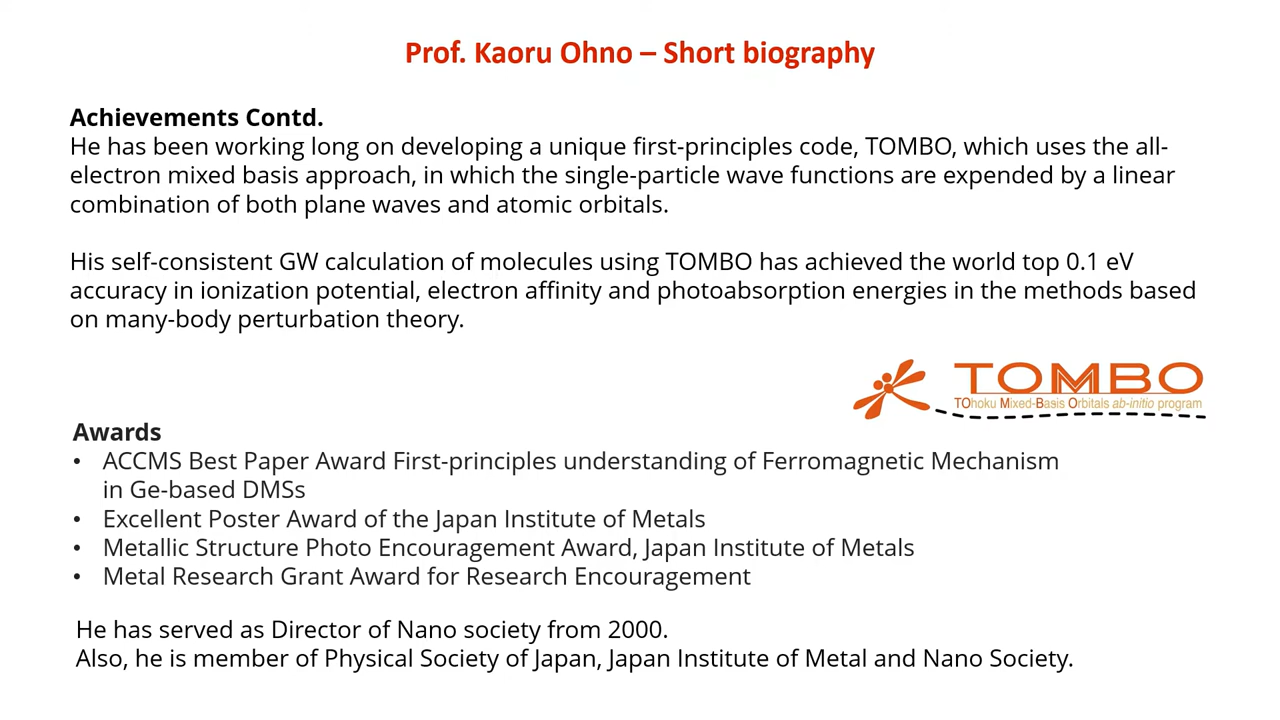 Prof. Kaoru Ohno – Short biography
Achievements Contd.
He has been working long on developing a unique first-principles code, TOMBO, which uses the all-
electron mixed basis approach, in which the single-particle wave functions are expended by a linear
combination of both plane waves and atomic orbitals.
His self-consistent GW calculation of molecules using TOMBO has achieved the world top 0.1 eV
accuracy in ionization potential, electron affinity and photoabsorption energies in the methods based
on many-body perturbation theory.
TOMBO
TOhoku Mixed-Basis Orbitals ab-initio program
Awards
• ACCMS Best Paper Award First-principles understanding of Ferromagnetic Mechanism
in Ge-based DMSs
• Excellent Poster Award of the Japan Institute of Metals
• Metallic Structure Photo Encouragement Award, Japan Institute of Metals
• Metal Research Grant Award for Research Encouragement
He has served as Director of Nano society from 2000.
Also, he is member of Physical Society of Japan, Japan Institute of Metal and Nano Society.